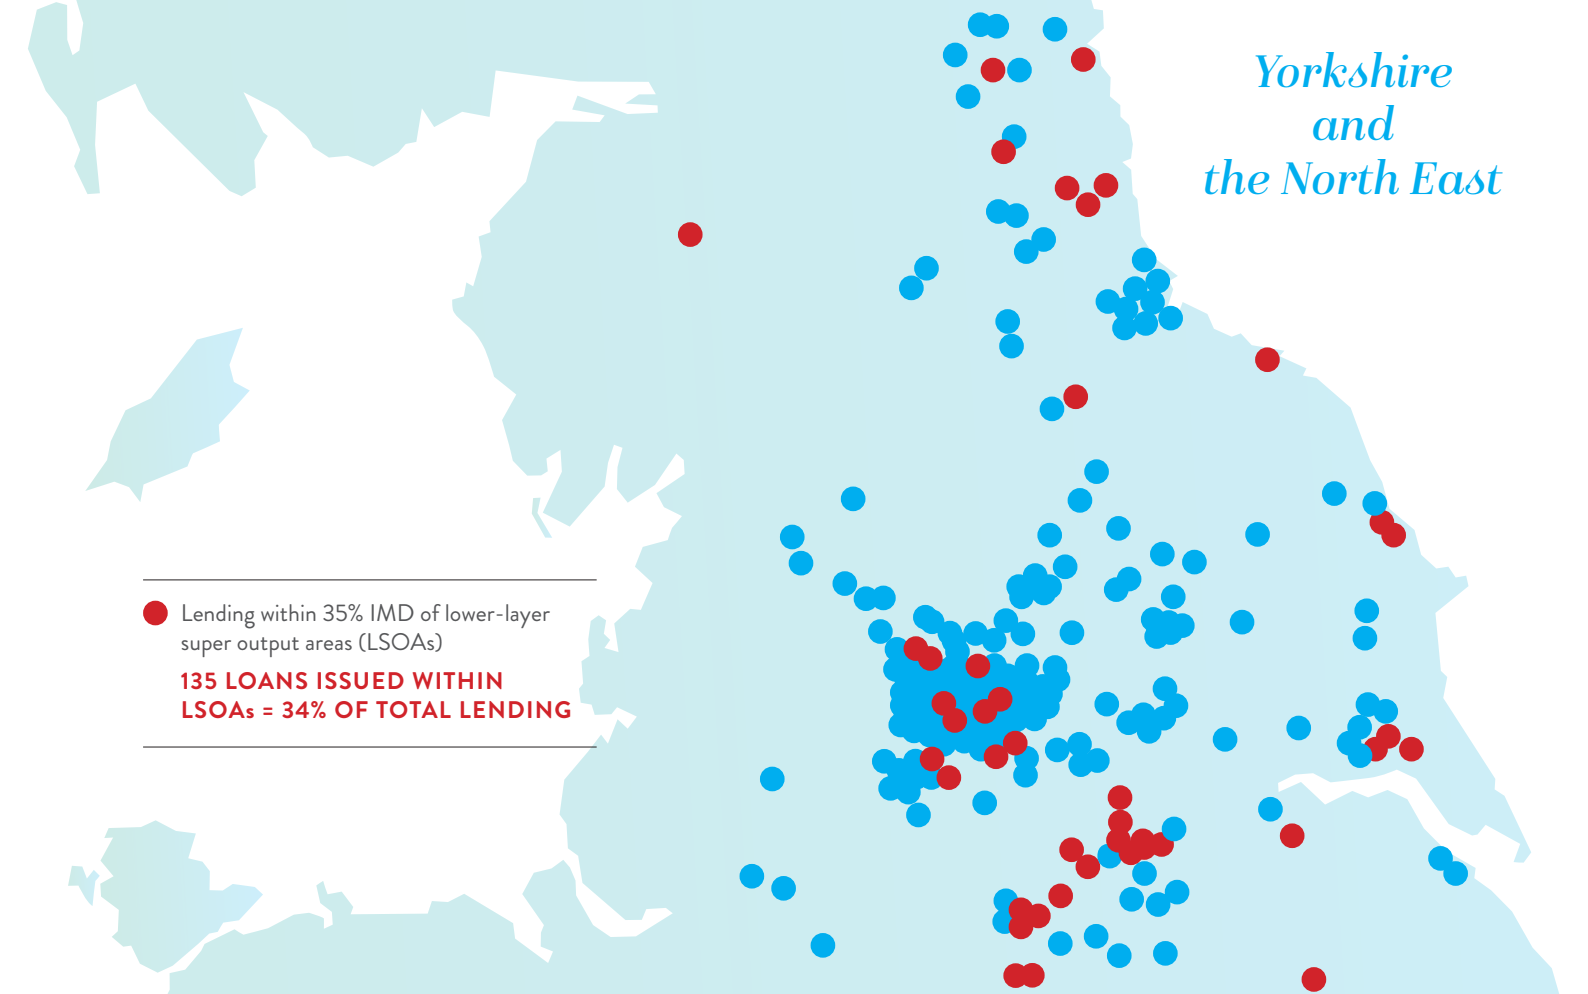 Yorkshire
and
the North East
Lending within 35% IMD of lower-layer
super output areas (LSOAs)
135 LOANS ISSUED WITHIN
LSOAs = 34% OF TOTAL LENDING